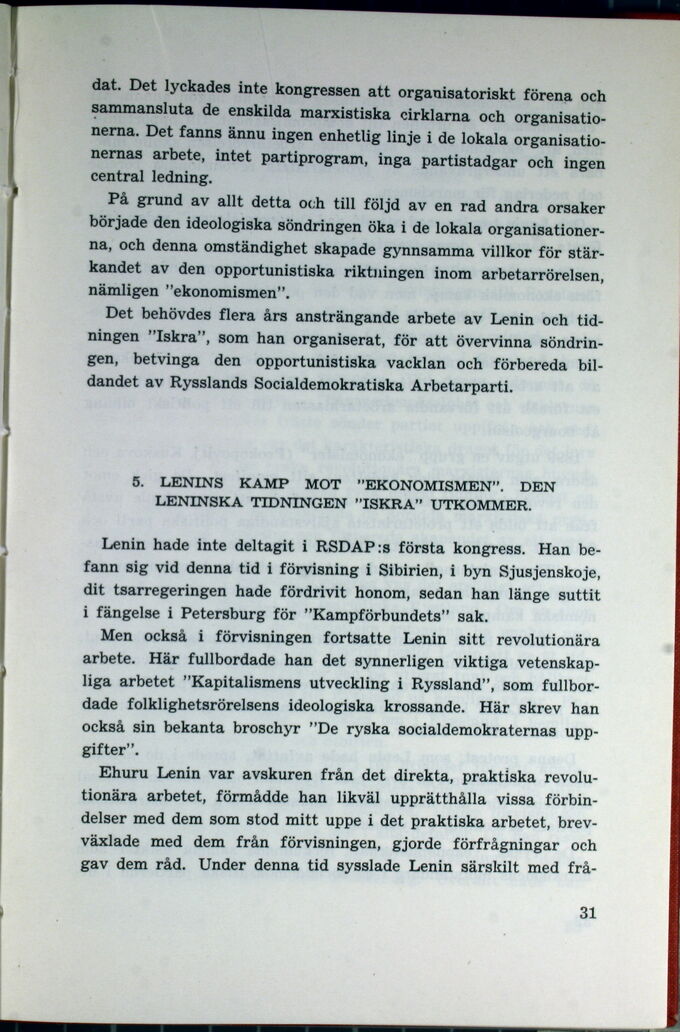 dat. Det lyckades inte kongressen att organisatoriskt förena och
sammansluta de enskilda marxistiska cirklarna och organisatio-
nerna. Det fanns ännu ingen enhetlig linje i de lokala organisatio-
nernas arbete, intet partiprogram, inga partistadgar och ingen
central ledning.
På grund av allt detta och till följd av en rad andra orsaker
började den ideologiska söndringen öka i de lokala organisationer-
na, och denna omständighet skapade gynnsamma villkor för stär-
kandet av den opportunistiska riktningen inom arbetarrörelsen,
nämligen ”ekonomismen”.
Det behövdes flera års ansträngande arbete av Lenin och tid-
ningen ”Iskra”, som han organiserat, för att övervinna söndrin-
gen, betvinga den opportunistiska vacklan och förbereda bil-
dandet av Rysslands Socialdemokratiska Arbetarparti.
5. LENINS KAMP MOT ”EKONOMISMEN”. DEN
LENINSKA TIDNINGEN ”ISKRA” UTKOMMER.
Lenin hade inte deltagit i RSDAP:s första kongress. Han be-
fann sig vid denna tid i förvisning i Sibirien, i byn Sjusjenskoje,
dit tsarregeringen hade fördrivit honom, sedan han länge suttit
i fängelse i Petersburg för ”Kampförbundets” sak.
Men också i förvisningen fortsatte Lenin sitt revolutionära
arbete. Här fullbordade han det synnerligen viktiga vetenskap-
liga arbetet ”Kapitalismens utveckling i Ryssland”, som fullbor-
dade folklighetsrörelsens ideologiska krossande. Här skrev han
också sin bekanta broschyr ”De ryska socialdemokraternas upp-
gifter”.
Ehuru Lenin var avskuren från det direkta, praktiska revolu-
tionära arbetet, förmådde han likväl upprätthålla vissa förbin-
delser med dem som stod mitt uppe i det praktiska arbetet, brev-
växlade med dem från förvisningen, gjorde förfrågningar och
gav dem råd. Under denna tid sysslade Lenin särskilt med frå-
31